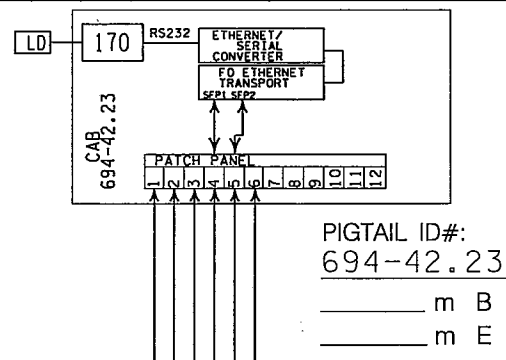 LD
170
RS232
ETHERNET/
SERIAL
CONVERTER
FO ETHERNET
TRANSPORT
SFP1 SFP2
CAB
694-42.23
PATCH PANEL
1 2 3 4 5 6 7 8 9 10 11 12
PIGTAIL ID#:
694-42.23
m B
m E